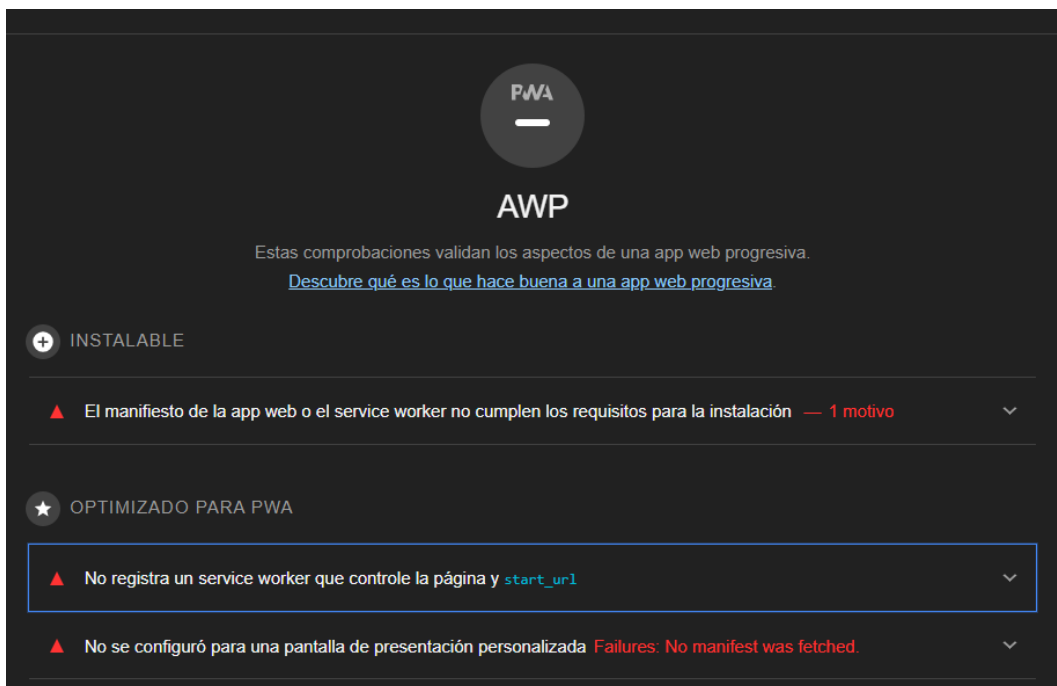 PWA
AWP
Estas comprobaciones validan los aspectos de una app web progresiva.
Descubre qué es lo que hace buena a una app web progresiva.
INSTALABLE
El manifiesto de la app web o el service worker no cumplen los requisitos para la instalación — 1 motivo
OPTIMIZADO PARA PWA
No registra un service worker que controle la página y start_url
No se configuró para una pantalla de presentación personalizada Failures: No manifest was fetched.